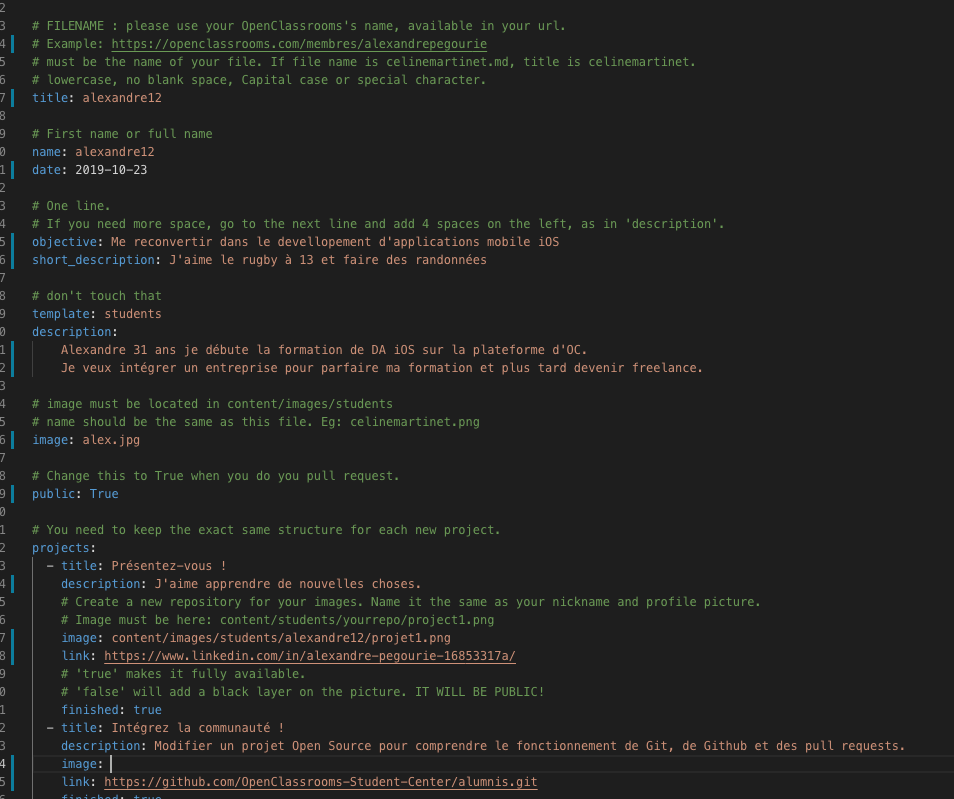 2
3 # FILENAME : please use your OpenClassrooms's name, available in your url.
4 # Example: https://openclassrooms.com/membres/alexandrepegourie
5 # must be the name of your file. If file name is celinemartinet.md, title is celinemartinet.
6 # lowercase, no blank space, Capital case or special character.
7 title: alexandre12
8
9 # First name or full name
0 name: alexandre12
1 date: 2019-10-23
2
3 # One line.
4 # If you need more space, go to the next line and add 4 spaces on the left, as in 'description'.
5 objective: Me reconvertir dans le devellopement d'applications mobile iOS
6 short_description: J'aime le rugby à 13 et faire des randonnées
7
8 # don't touch that
9 template: students
0 description:
1 Alexandre 31 ans je débute la formation de DA iOS sur la plateforme d'OC.
2 Je veux intégrer un entreprise pour parfaire ma formation et plus tard devenir freelance.
3
4 # image must be located in content/images/students
5 # name should be the same as this file. Eg: celinemartinet.png
6 image: alex.jpg
7
8 # Change this to True when you do you pull request.
9 public: True
0
1 # You need to keep the exact same structure for each new project.
2 projects:
3 - title: Présentez-vous !
4 description: J'aime apprendre de nouvelles choses.
5 # Create a new repository for your images. Name it the same as your nickname and profile picture.
6 # Image must be here: content/students/yourrepo/project1.png
7 image: content/images/students/alexandre12/projet1.png
8 link: https://www.linkedin.com/in/alexandre-pegourie-16853317a/
9 # 'true' makes it fully available.
0 # 'false' will add a black layer on the picture. IT WILL BE PUBLIC!
1 finished: true
2 - title: Intégrez la communauté !
3 description: Modifier un projet Open Source pour comprendre le fonctionnement de Git, de Github et des pull requests.
4 image:
5 link: https://github.com/OpenClassrooms-Student-Center/alumnis.git
6 finished: true